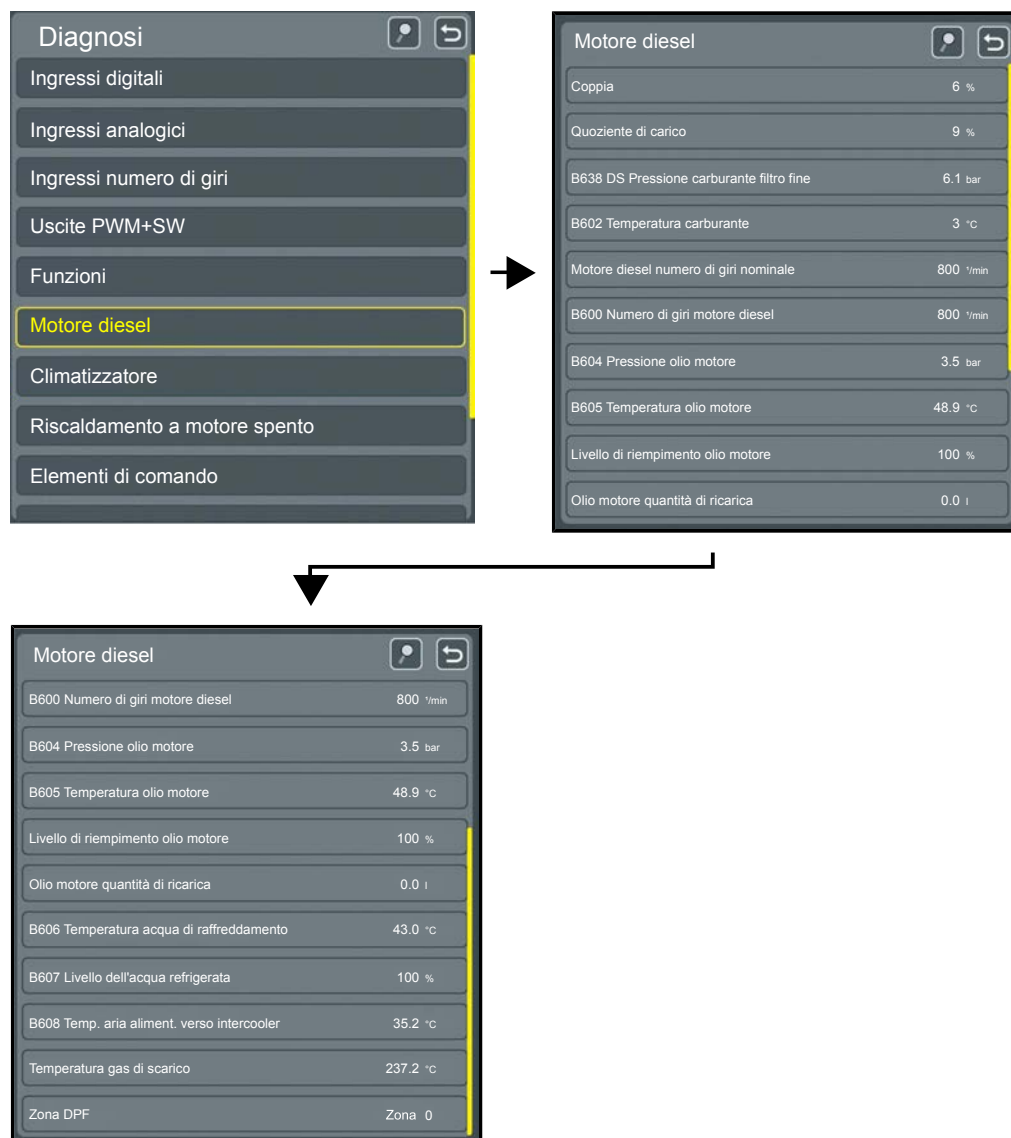 Diagnosi
Ingressi digitali
Ingressi analogici
Ingressi numero di giri
Uscite PWM+SW
Funzioni
Motore diesel
Climatizzatore
Riscaldamento a motore spento
Elementi di comando
Motore diesel
Coppia 6 %
Quoziente di carico 9 %
B638 DS Pressione carburante filtro fine 6.1 bar
B602 Temperatura carburante 3 °C
Motore diesel numero di giri nominale 800 ¹/min
B600 Numero di giri motore diesel 800 ¹/min
B604 Pressione olio motore 3.5 bar
B605 Temperatura olio motore 48.9 °C
Livello di riempimento olio motore 100 %
Olio motore quantità di ricarica 0.0 l
Motore diesel
B600 Numero di giri motore diesel 800 ¹/min
B604 Pressione olio motore 3.5 bar
B605 Temperatura olio motore 48.9 °C
Livello di riempimento olio motore 100 %
Olio motore quantità di ricarica 0.0 l
B606 Temperatura acqua di raffreddamento 43.0 °C
B607 Livello dell'acqua refrigerata 100 %
B608 Temp. aria aliment. verso intercooler 35.2 °C
Temperatura gas di scarico 237.2 °C
Zona DPF Zona 0